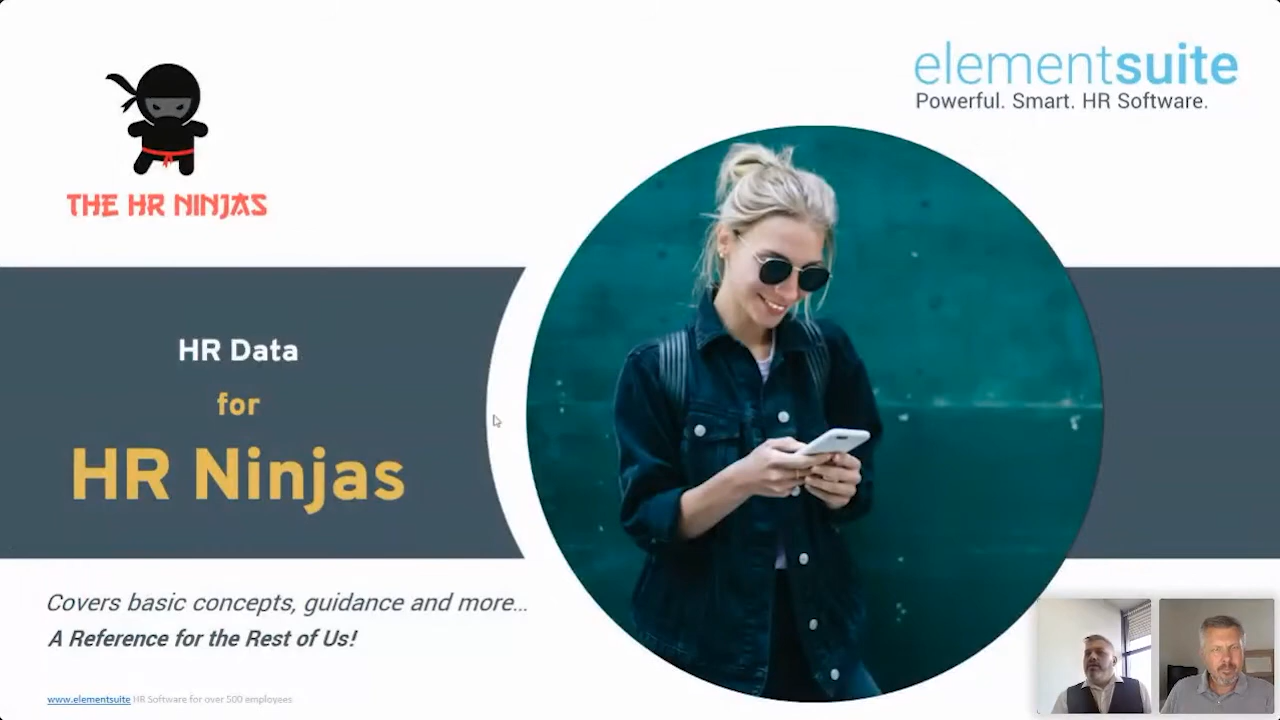 elementsuite
Powerful. Smart. HR Software.
THE HR NINJAS
HR Data
for
HR Ninjas
Covers basic concepts, guidance and more...
A Reference for the Rest of Us!
www.elementsuite HR Software for over 500 employees